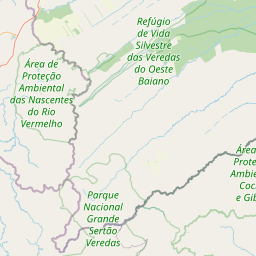 Refúgio
de Vida
Silvestre
das Veredas
do Oeste
Baiano
Área de
Proteção
Ambiental
das Nascentes
do Rio
Vermelho
Parque
Nacional
Grande
Sertão
Veredas
Área
Prote
Ambie
Coc
e Gib